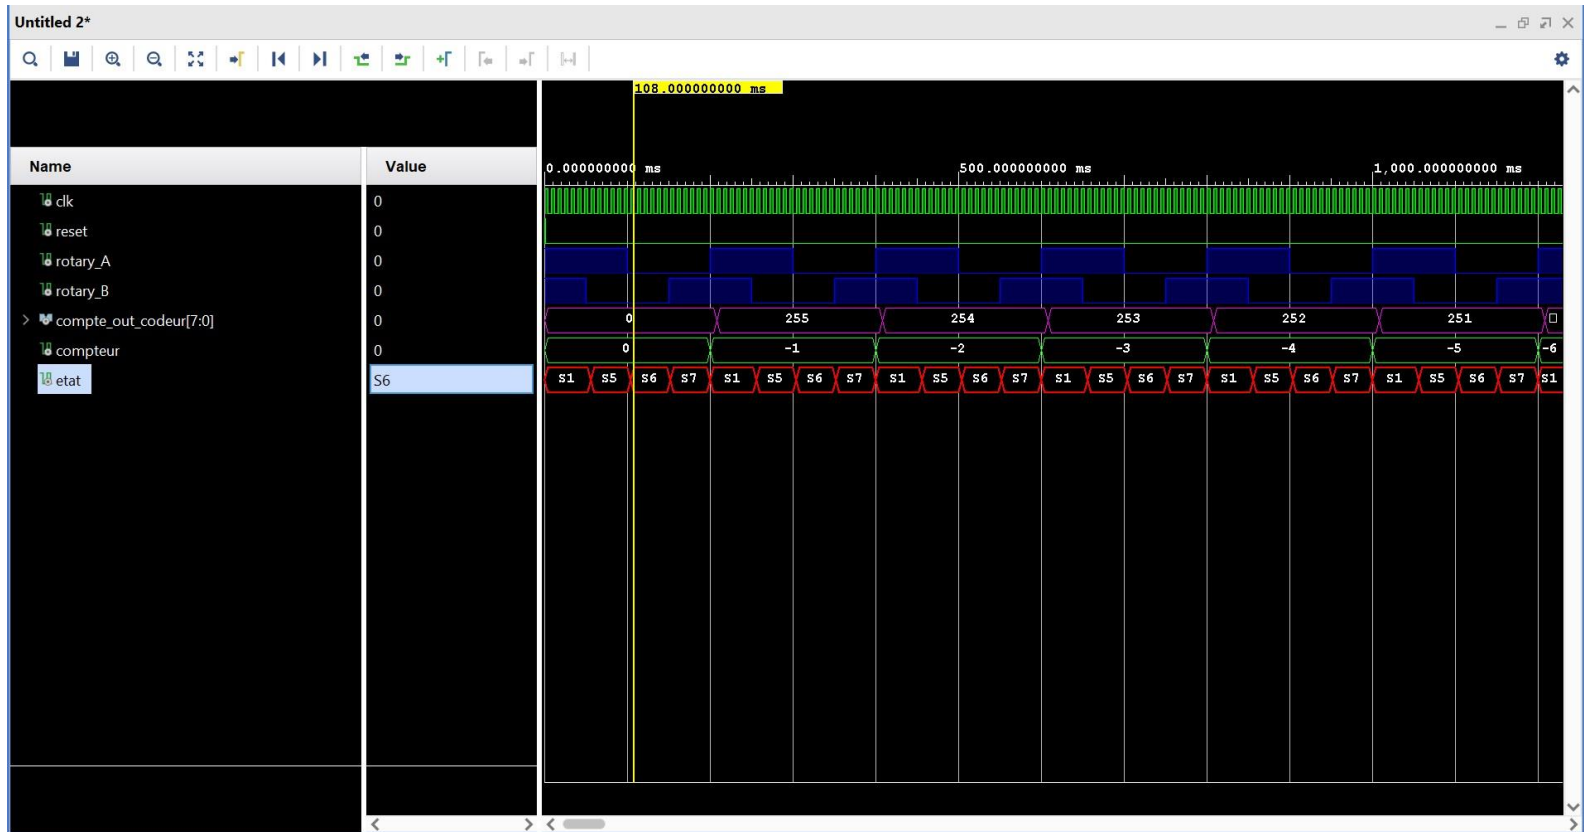 Untitled 2*
108.000000000 ms
Name Value
0.000000000 ms 500.000000000 ms 1,000.000000000 ms
clk 0
reset 0
rotary_A 0
rotary_B 0
compte_out_codeur[7:0] 0 0 255 254 253 252 251
compteur 0 0 -1 -2 -3 -4 -5 -6
etat S6 S1 S5 S6 S7 S1 S5 S6 S7 S1 S5 S6 S7 S1 S5 S6 S7 S1 S5 S6 S7 S1 S5 S6 S7 S1